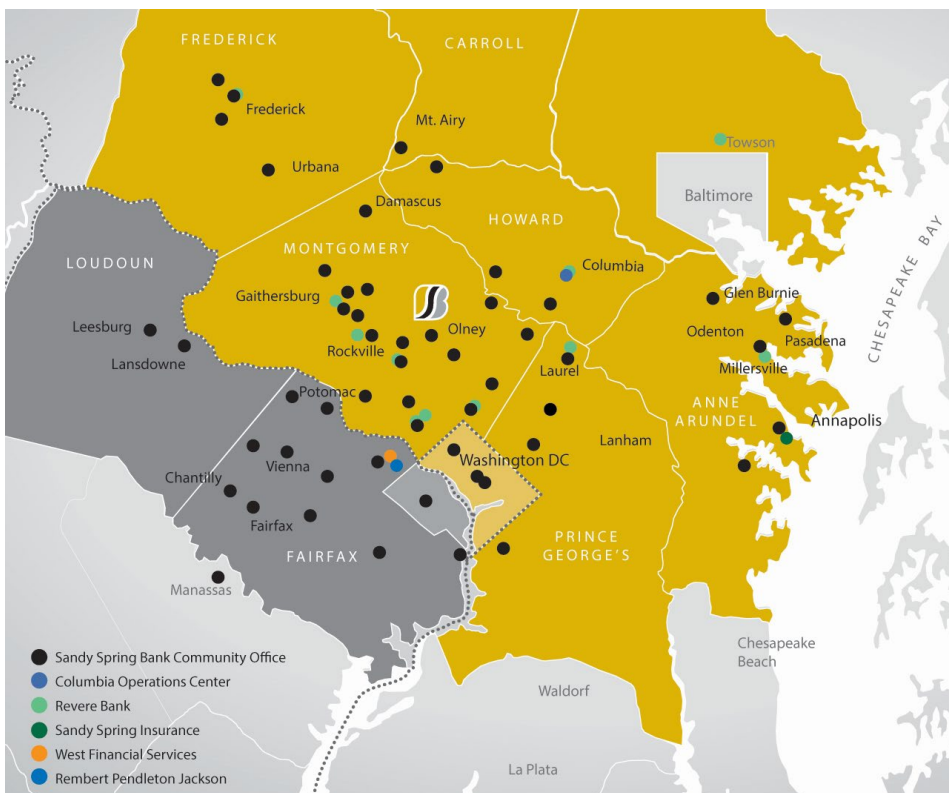 FREDERICK
CARROLL
Frederick
Mt. Airy
Towson
Urbana
Baltimore
Damascus
HOWARD
CHESAPEAKE BAY
MONTGOMERY
LOUDOUN
Columbia
Gaithersburg
Glen Burnie
Leesburg
Olney
Odenton
Pasadena
Lansdowne
Rockville
Laurel
Millersville
Potomac
ANNE
ARUNDEL
Annapolis
Lanham
Vienna
Washington DC
Chantilly
Fairfax
PRINCE
GEORGE'S
FAIRFAX
Manassas
Chesapeake
Beach
Waldorf
La Plata
Sandy Spring Bank Community Office
Columbia Operations Center
Revere Bank
Sandy Spring Insurance
West Financial Services
Rembert Pendleton Jackson